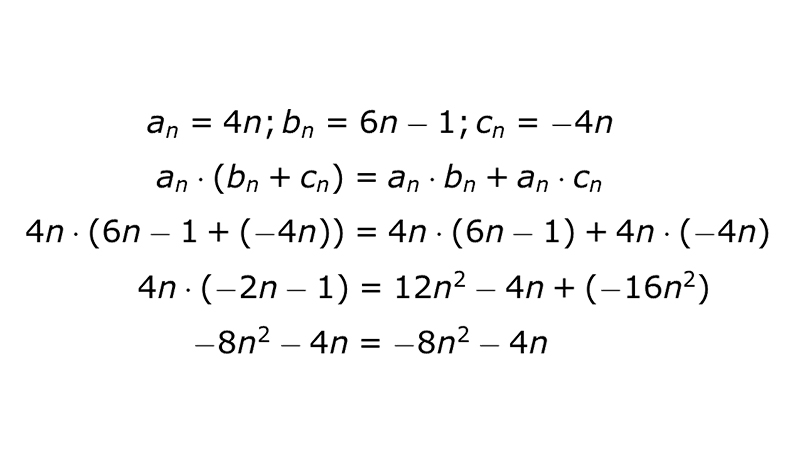 aₙ = 4n; bₙ = 6n − 1; cₙ = −4n
aₙ · (bₙ + cₙ) = aₙ · bₙ + aₙ · cₙ
4n · (6n − 1 + (−4n)) = 4n · (6n − 1) + 4n · (−4n)
4n · (−2n − 1) = 12n² − 4n + (−16n²)
−8n² − 4n = −8n² − 4n